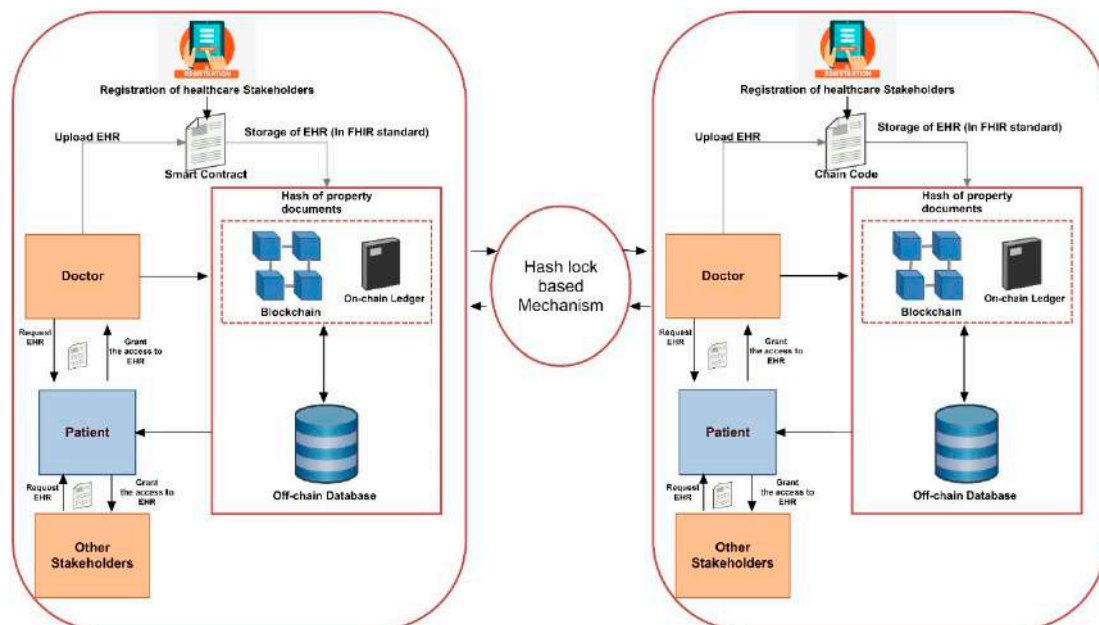 REGISTRATION
Registration of healthcare Stakeholders
Upload EHR
Storage of EHR (In FHIR standard)
Smart Contract
Hash of property
documents
Doctor
Blockchain
On-chain Ledger
Request
EHR
Grant
the access to
EHR
Patient
Off-chain Database
Request
EHR
Grant
the access to
EHR
Other
Stakeholders
Hash lock
based
Mechanism
REGISTRATION
Registration of healthcare Stakeholders
Upload EHR
Storage of EHR (In FHIR standard)
Chain Code
Hash of property
documents
Doctor
Blockchain
On-chain Ledger
Request
EHR
Grant
the access to
EHR
Patient
Off-chain Database
Request
EHR
Grant
the access to
EHR
Other
Stakeholders